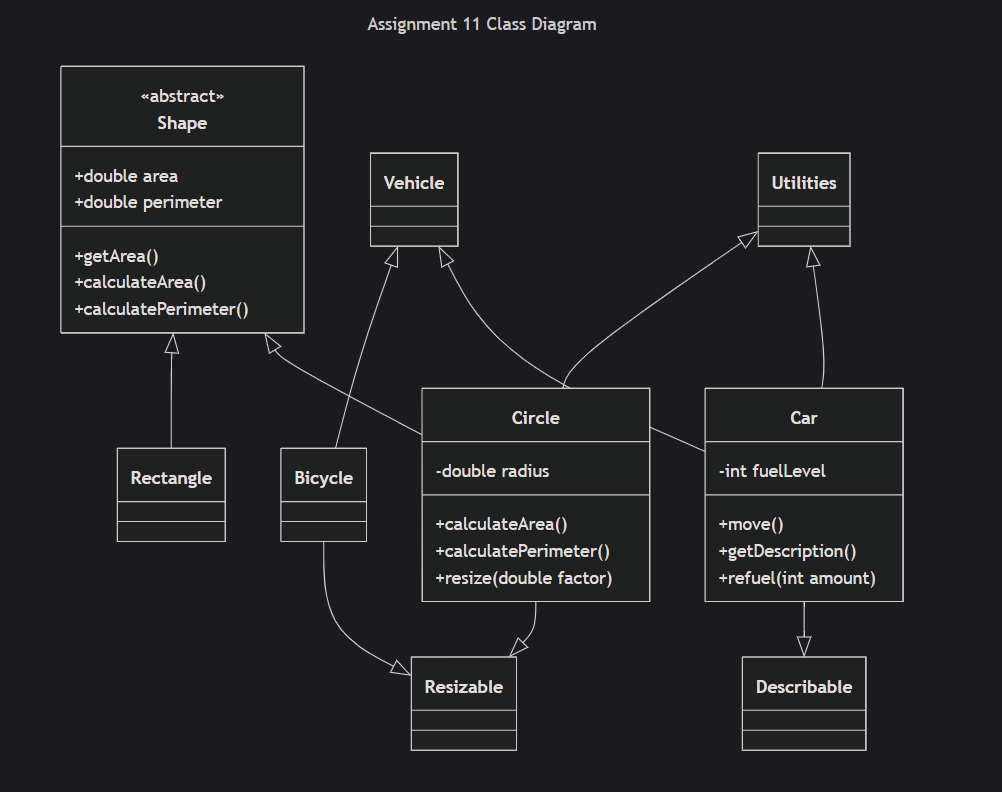 Assignment 11 Class Diagram
«abstract»
Shape
+double area
+double perimeter
+getArea()
+calculateArea()
+calculatePerimeter()
Vehicle
Utilities
Rectangle
Bicycle
Circle
-double radius
+calculateArea()
+calculatePerimeter()
+resize(double factor)
Car
-int fuelLevel
+move()
+getDescription()
+refuel(int amount)
Resizable
Describable